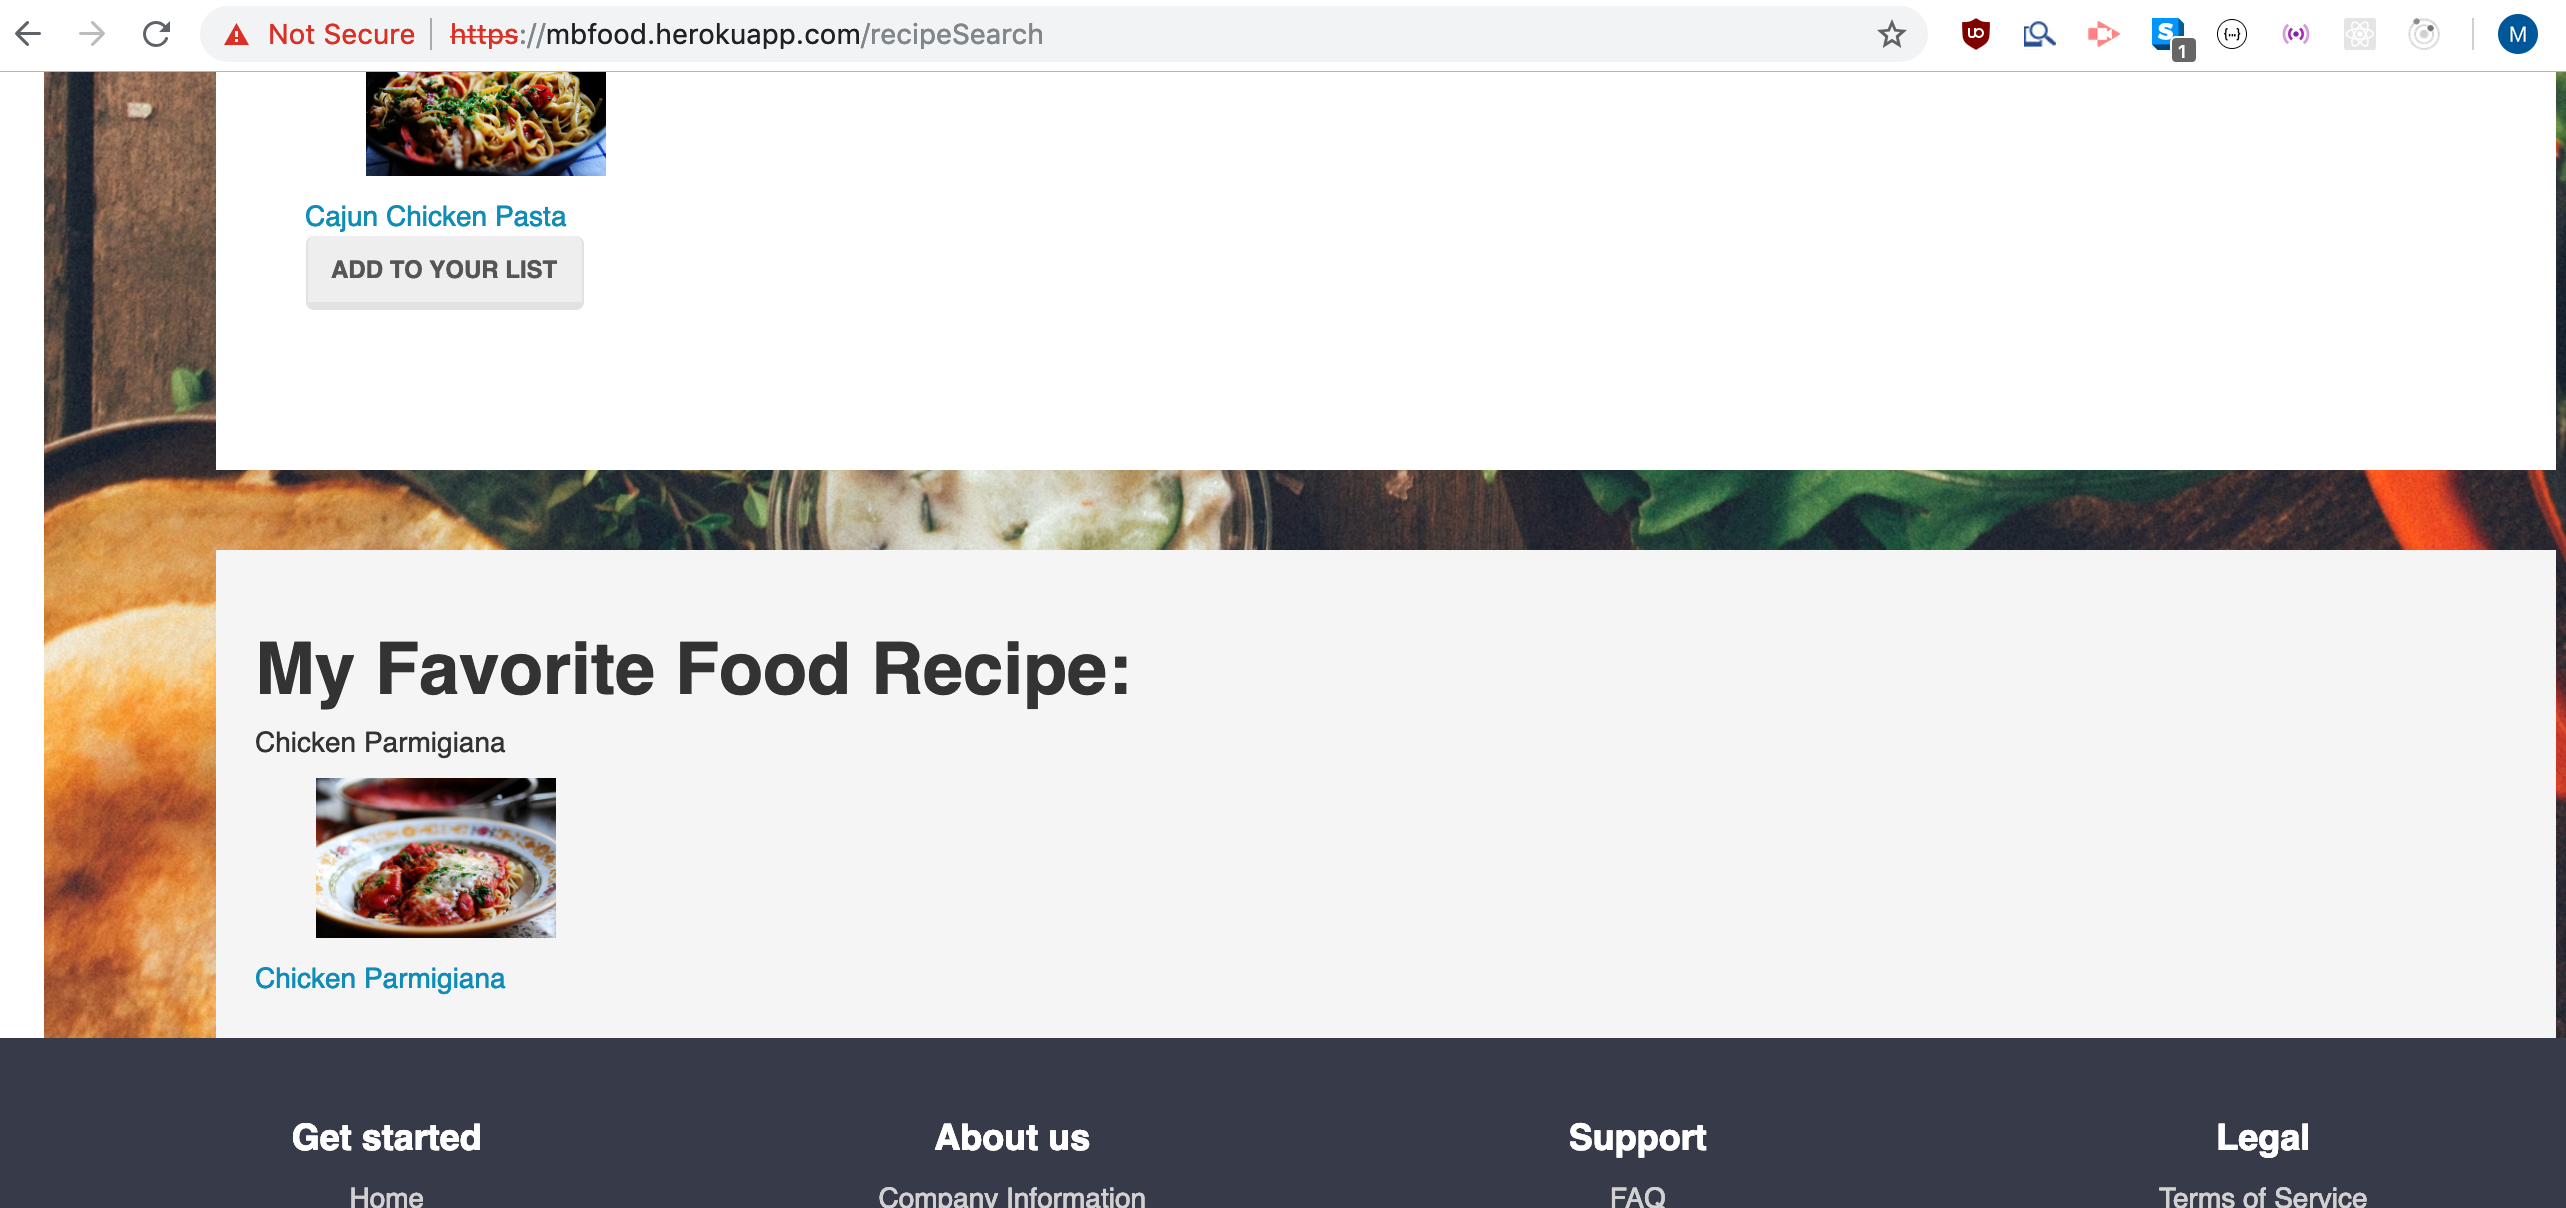 Not Secure https://mbfood.herokuapp.com/recipeSearch
1
M
Cajun Chicken Pasta
ADD TO YOUR LIST
My Favorite Food Recipe:
Chicken Parmigiana
Chicken Parmigiana
Get started About us Support Legal
Home Company Information FAQ Terms of Service